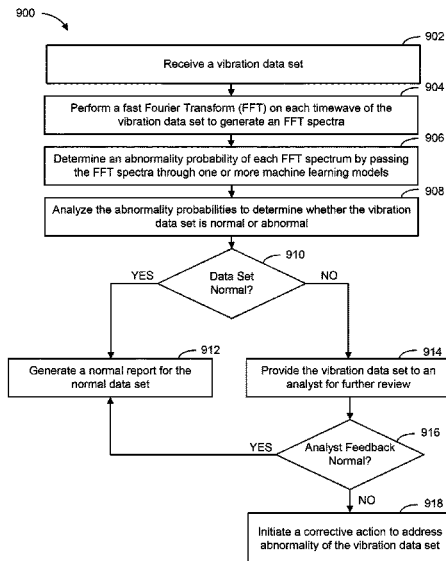 900
902
Receive a vibration data set
904
Perform a fast Fourier Transform (FFT) on each timewave of the
vibration data set to generate an FFT spectra
906
Determine an abnormality probability of each FFT spectrum by passing
the FFT spectra through one or more machine learning models
908
Analyze the abnormality probabilities to determine whether the vibration
data set is normal or abnormal
910
YES
Data Set
Normal?
NO
912
Generate a normal report for the
normal data set
914
Provide the vibration data set to an
analyst for further review
916
YES
Analyst Feedback
Normal?
NO
918
Initiate a corrective action to address
abnormality of the vibration data set